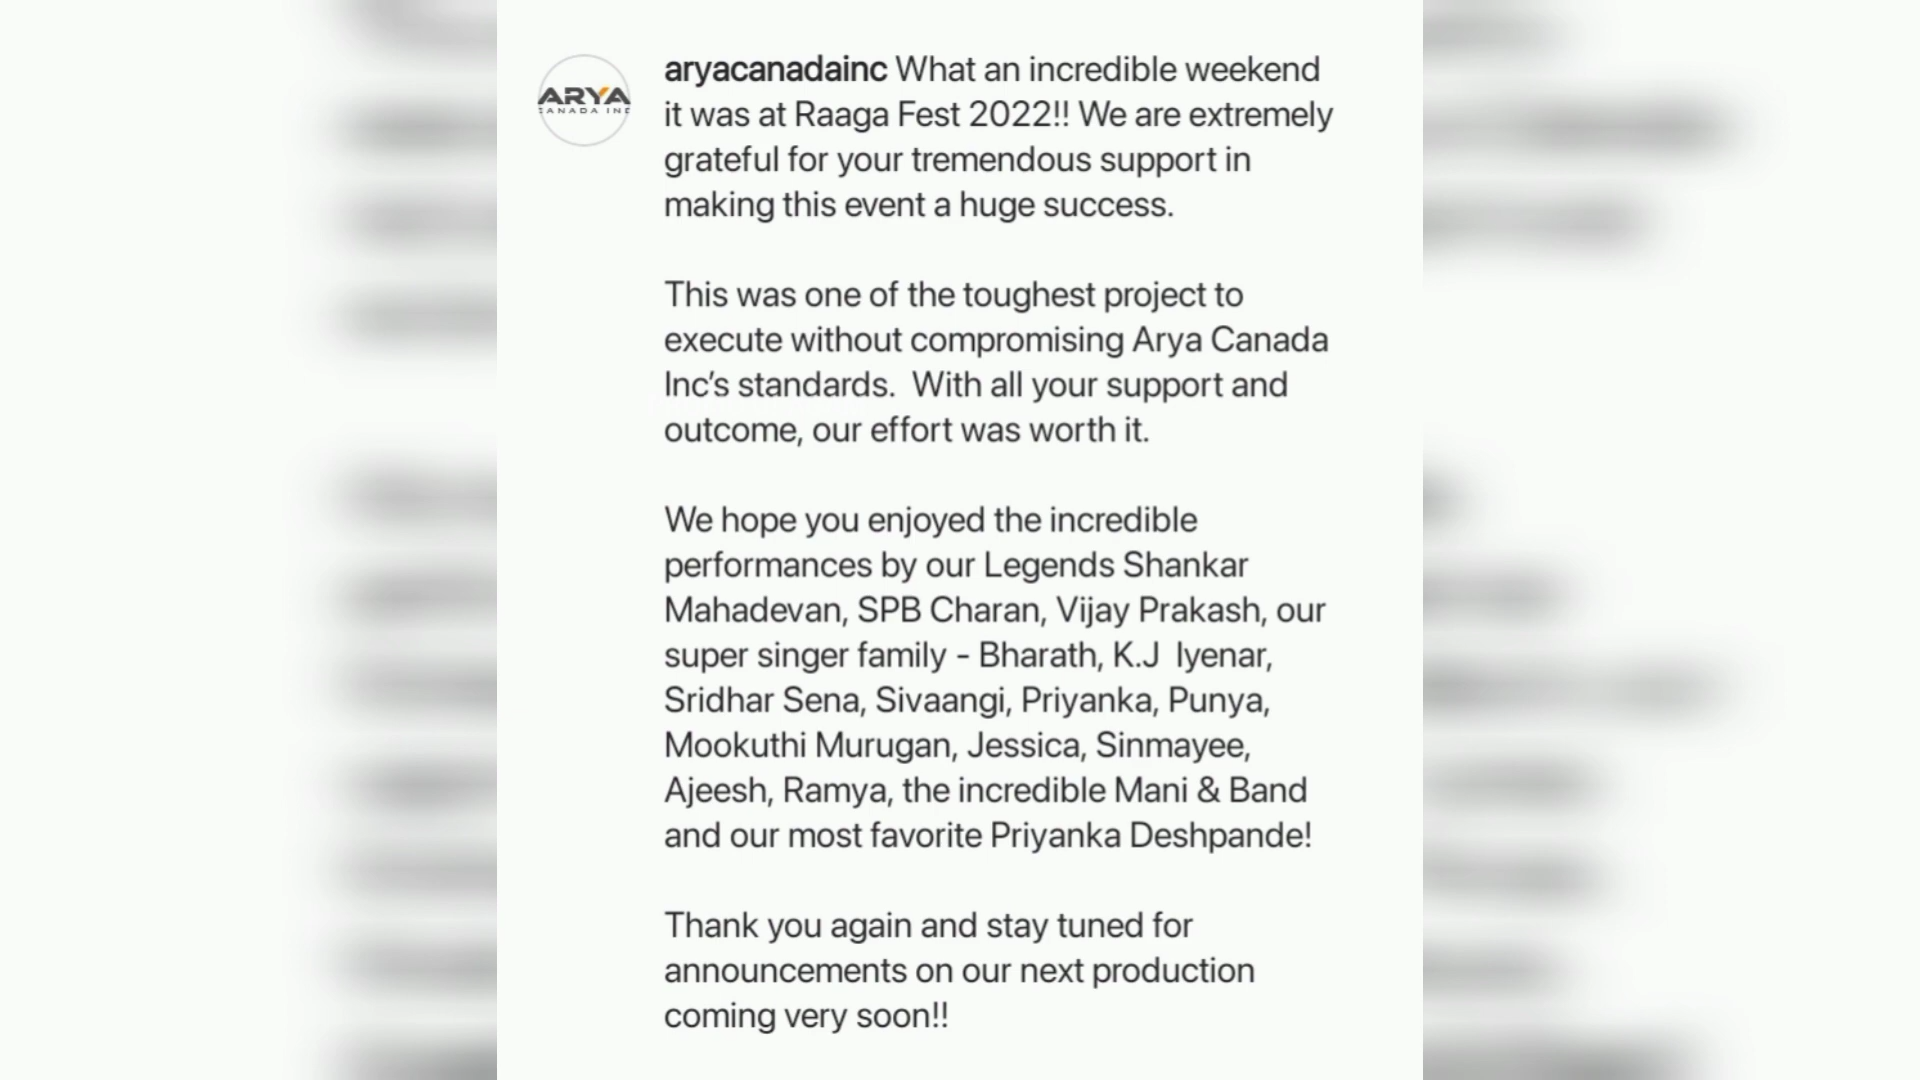 ARYA
CANADA INC
aryacanadainc What an incredible weekend
it was at Raaga Fest 2022!! We are extremely
grateful for your tremendous support in
making this event a huge success.
This was one of the toughest project to
execute without compromising Arya Canada
Inc’s standards.  With all your support and
outcome, our effort was worth it.
We hope you enjoyed the incredible
performances by our Legends Shankar
Mahadevan, SPB Charan, Vijay Prakash, our
super singer family - Bharath, K.J  Iyenar,
Sridhar Sena, Sivaangi, Priyanka, Punya,
Mookuthi Murugan, Jessica, Sinmayee,
Ajeesh, Ramya, the incredible Mani & Band
and our most favorite Priyanka Deshpande!
Thank you again and stay tuned for
announcements on our next production
coming very soon!!